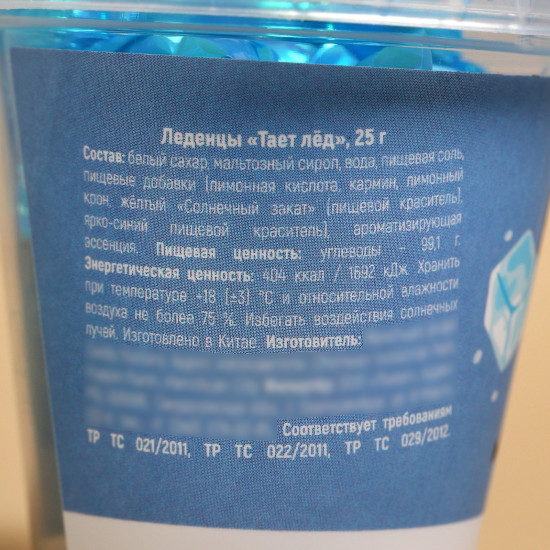 Леденцы «Тает лёд», 25 г
Состав: белый сахар, мальтозный сироп, вода, пищевая соль,
пищевые добавки (лимонная кислота, кармин, лимонный
крон, жёлтый «Солнечный закат» (пищевой краситель),
ярко-синий пищевой краситель), ароматизирующая
эссенция. Пищевая ценность: углеводы – 99,1 г.
Энергетическая ценность: 404 ккал / 1692 кДж. Хранить
при температуре +18 (±3) °С и относительной влажности
воздуха не более 75 %. Избегать воздействия солнечных
лучей. Изготовлено в Китае. Изготовитель:
Соответствует требованиям
ТР ТС 021/2011, ТР ТС 022/2011, ТР ТС 029/2012.